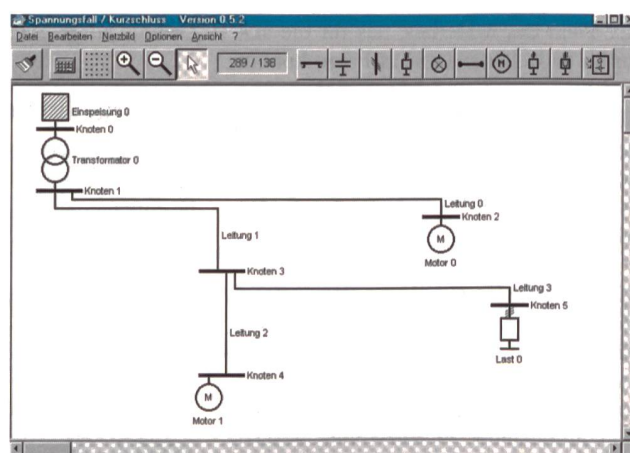 Spannungsfall / Kurzschluss Version 0.5.2
Datei Bearbeiten Netzbild Optionen Ansicht ?
289 / 138
M
Einspeisung 0
Knoten 0
Transformator 0
Knoten 1
Leitung 0
Knoten 2
M
Motor 0
Leitung 1
Knoten 3
Leitung 3
Knoten 5
Last 0
Leitung 2
Knoten 4
M
Motor 1